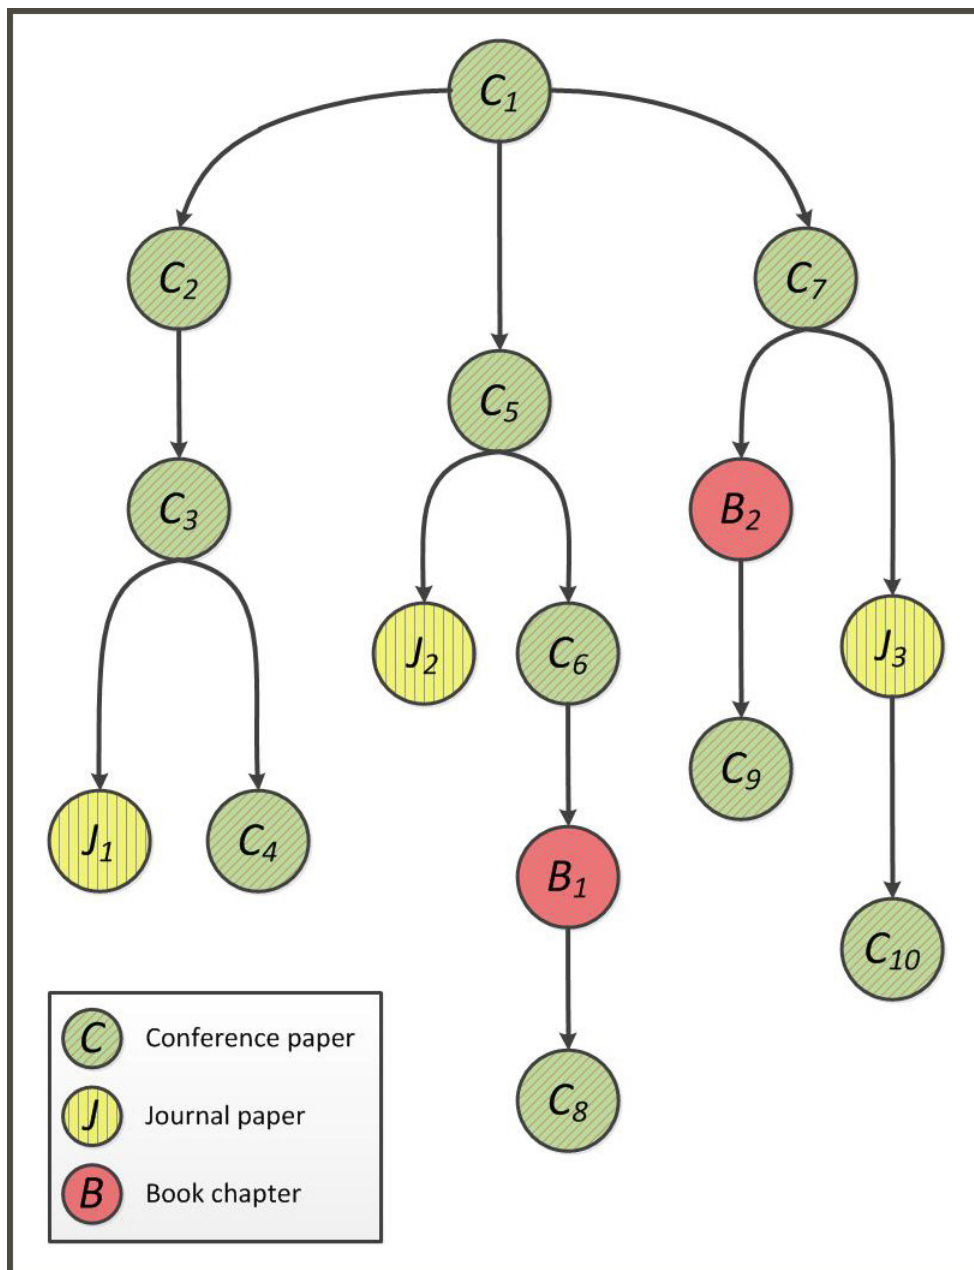 C1
C2
C7
C5
C3
B2
J2
C6
J3
C9
J1
C4
B1
C10
C8
C Conference paper
J Journal paper
B Book chapter